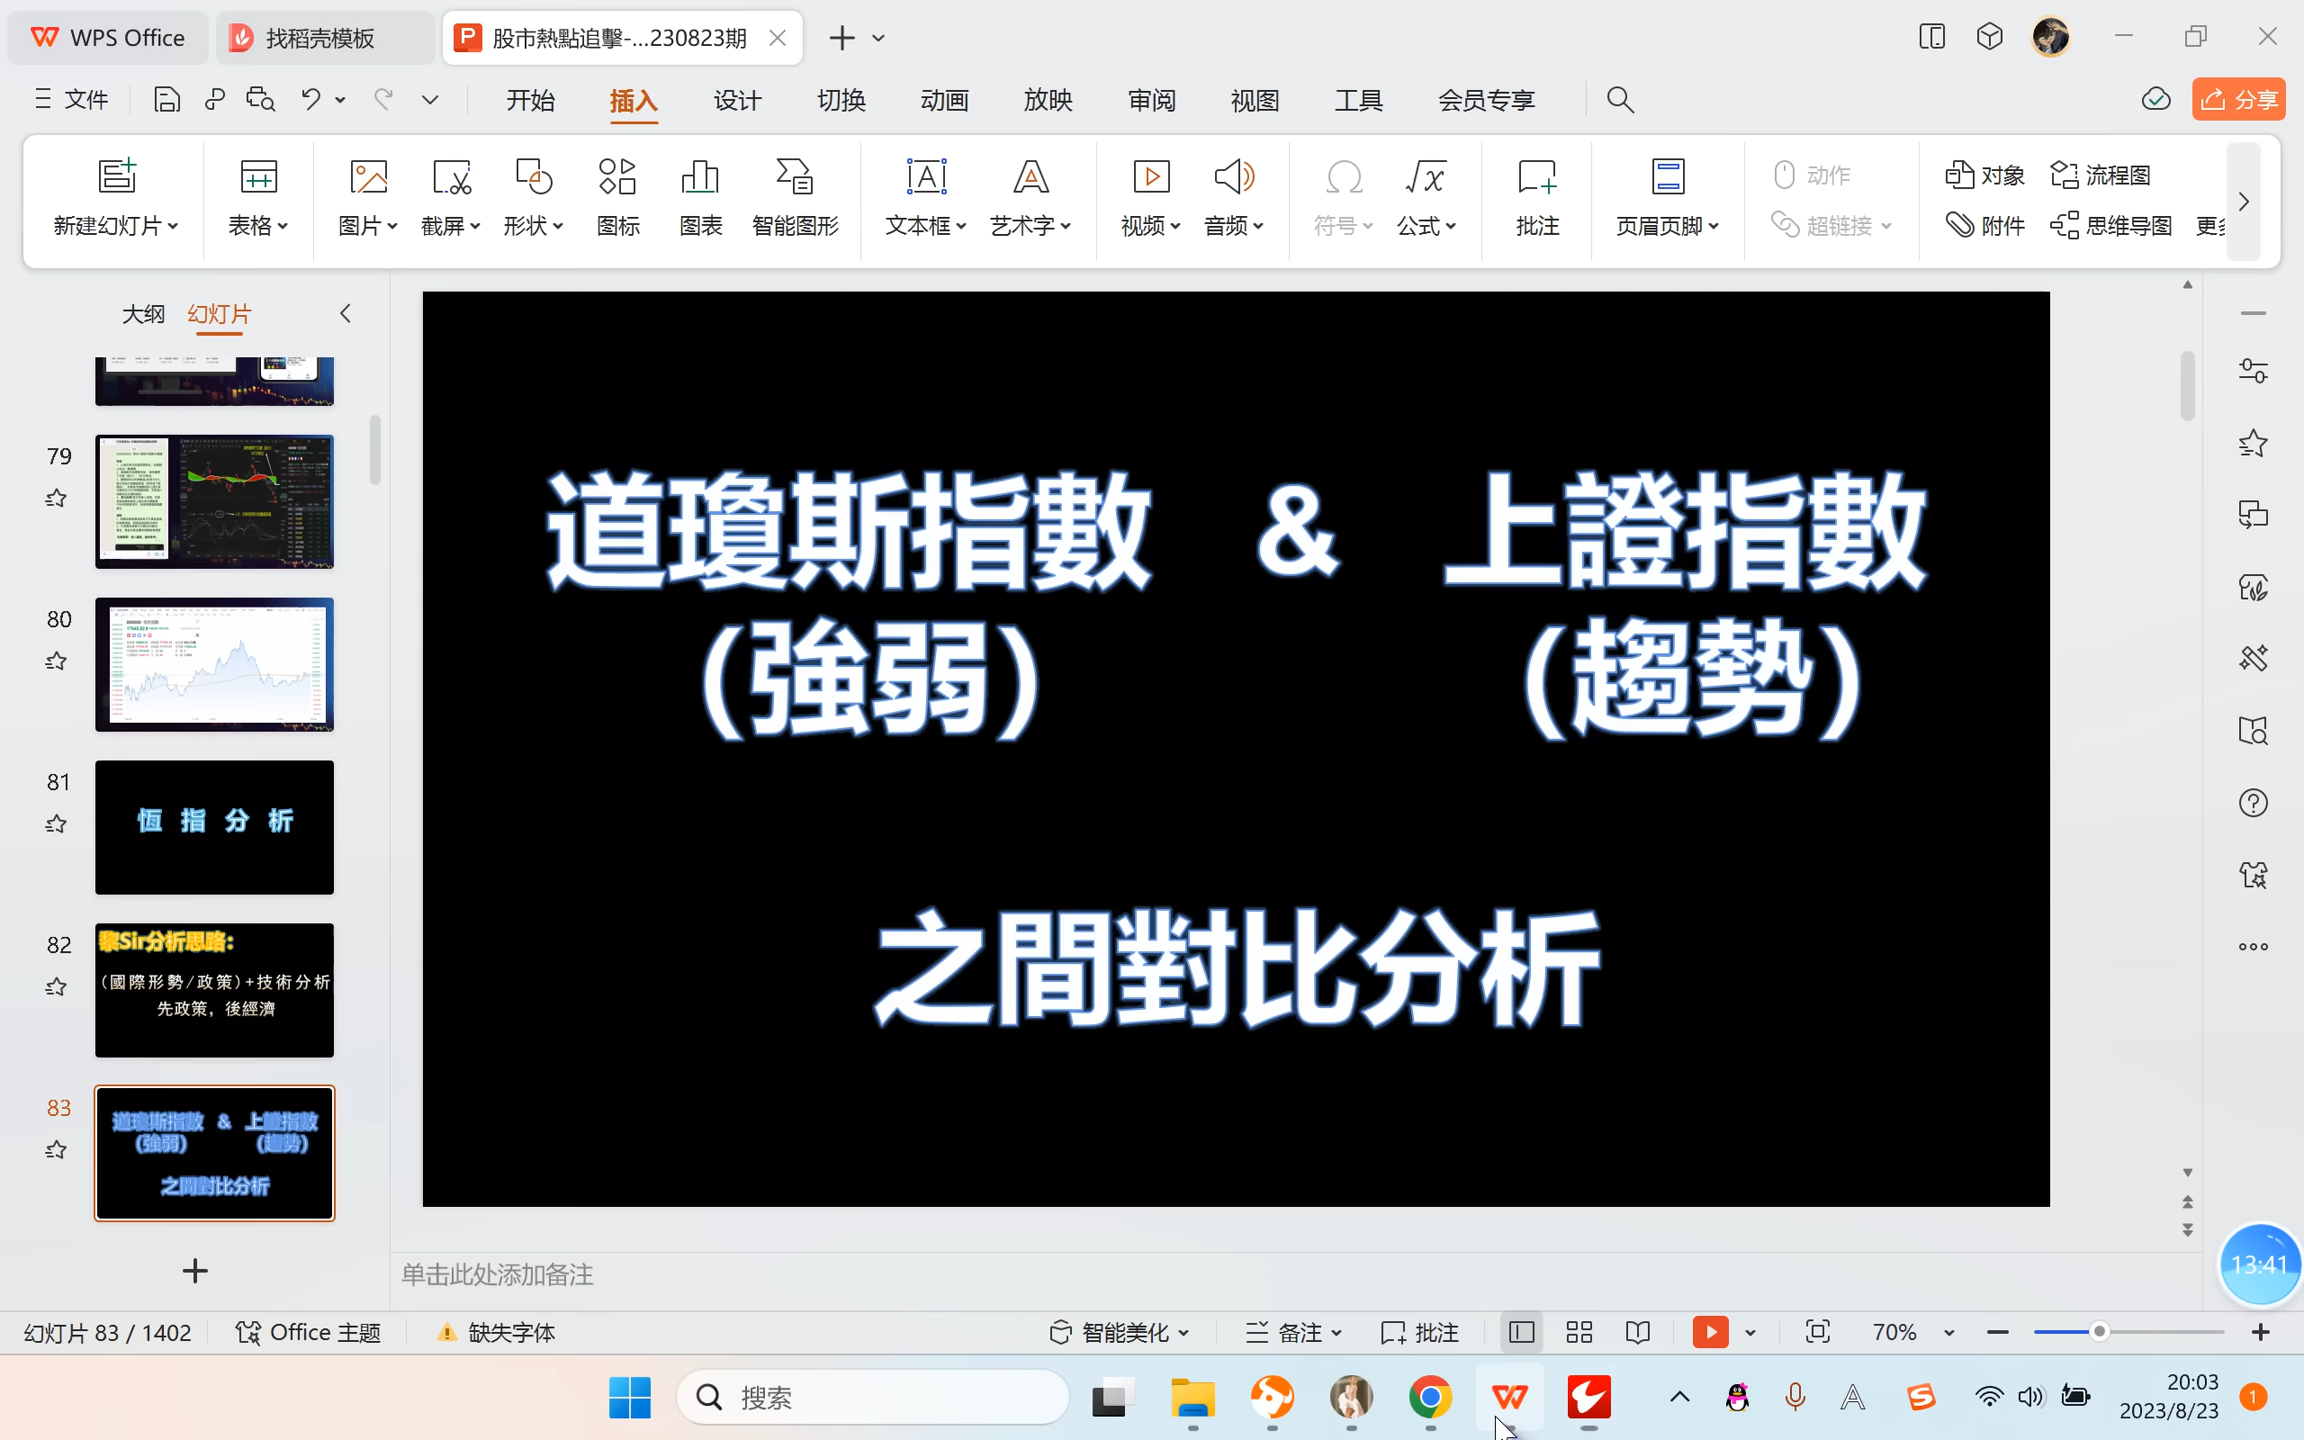 WPS Office
找稻壳模板
股市熱點追擊-...230823期
文件
开始
插入
设计
切换
动画
放映
审阅
视图
工具
会员专享
分享
新建幻灯片
表格
图片
截屏
形状
图标
图表
智能图形
文本框
艺术字
视频
音频
符号
公式
批注
页眉页脚
动作
超链接
对象
流程图
附件
思维导图
大纲
幻灯片
79
80
81
恆 指 分 析
82
黎Sir分析思路:
(國際形勢/政策)+技術分析
先政策，後經濟
83
道瓊斯指數 & 上證指數
(強弱) (趨勢)
之間對比分析
道瓊斯指數 & 上證指數
(強弱) (趨勢)
之間對比分析
单击此处添加备注
13:41
幻灯片 83 / 1402
Office 主题
缺失字体
智能美化
备注
批注
70%
搜索
20:03
2023/8/23
1